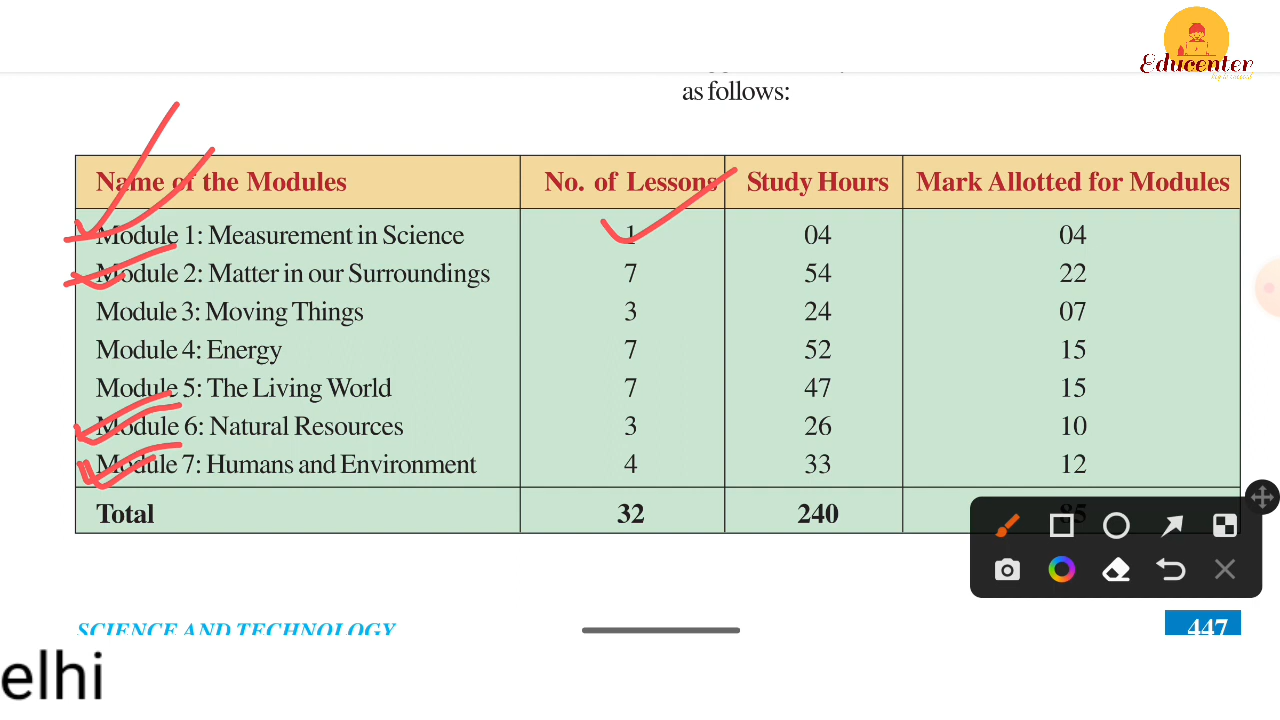 Educenter
as follows:
Name of the Modules No. of Lessons Study Hours Mark Allotted for Modules
Module 1: Measurement in Science 1 04 04
Module 2: Matter in our Surroundings 7 54 22
Module 3: Moving Things 3 24 07
Module 4: Energy 7 52 15
Module 5: The Living World 7 47 15
Module 6: Natural Resources 3 26 10
Module 7: Humans and Environment 4 33 12
Total 32 240 85
SCIENCE AND TECHNOLOGY 447
elhi